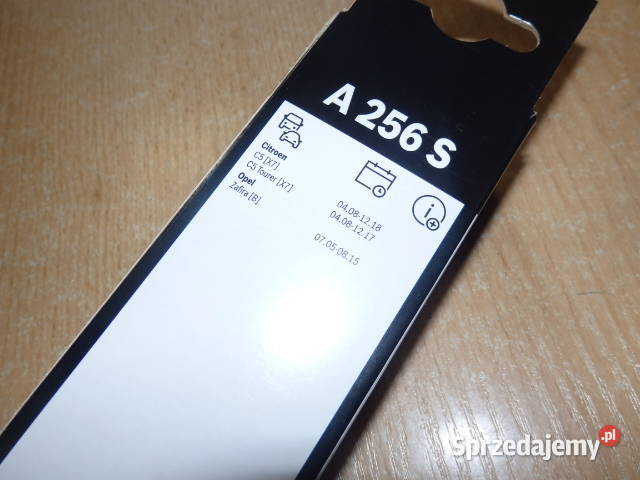 A 256 S
Citroen
C5 [X7] 04.08-12.18
C5 Tourer [X7] 04.08-12.17
Opel
Zafira [B] 07.05-08.15
Sprzedajemy.pl